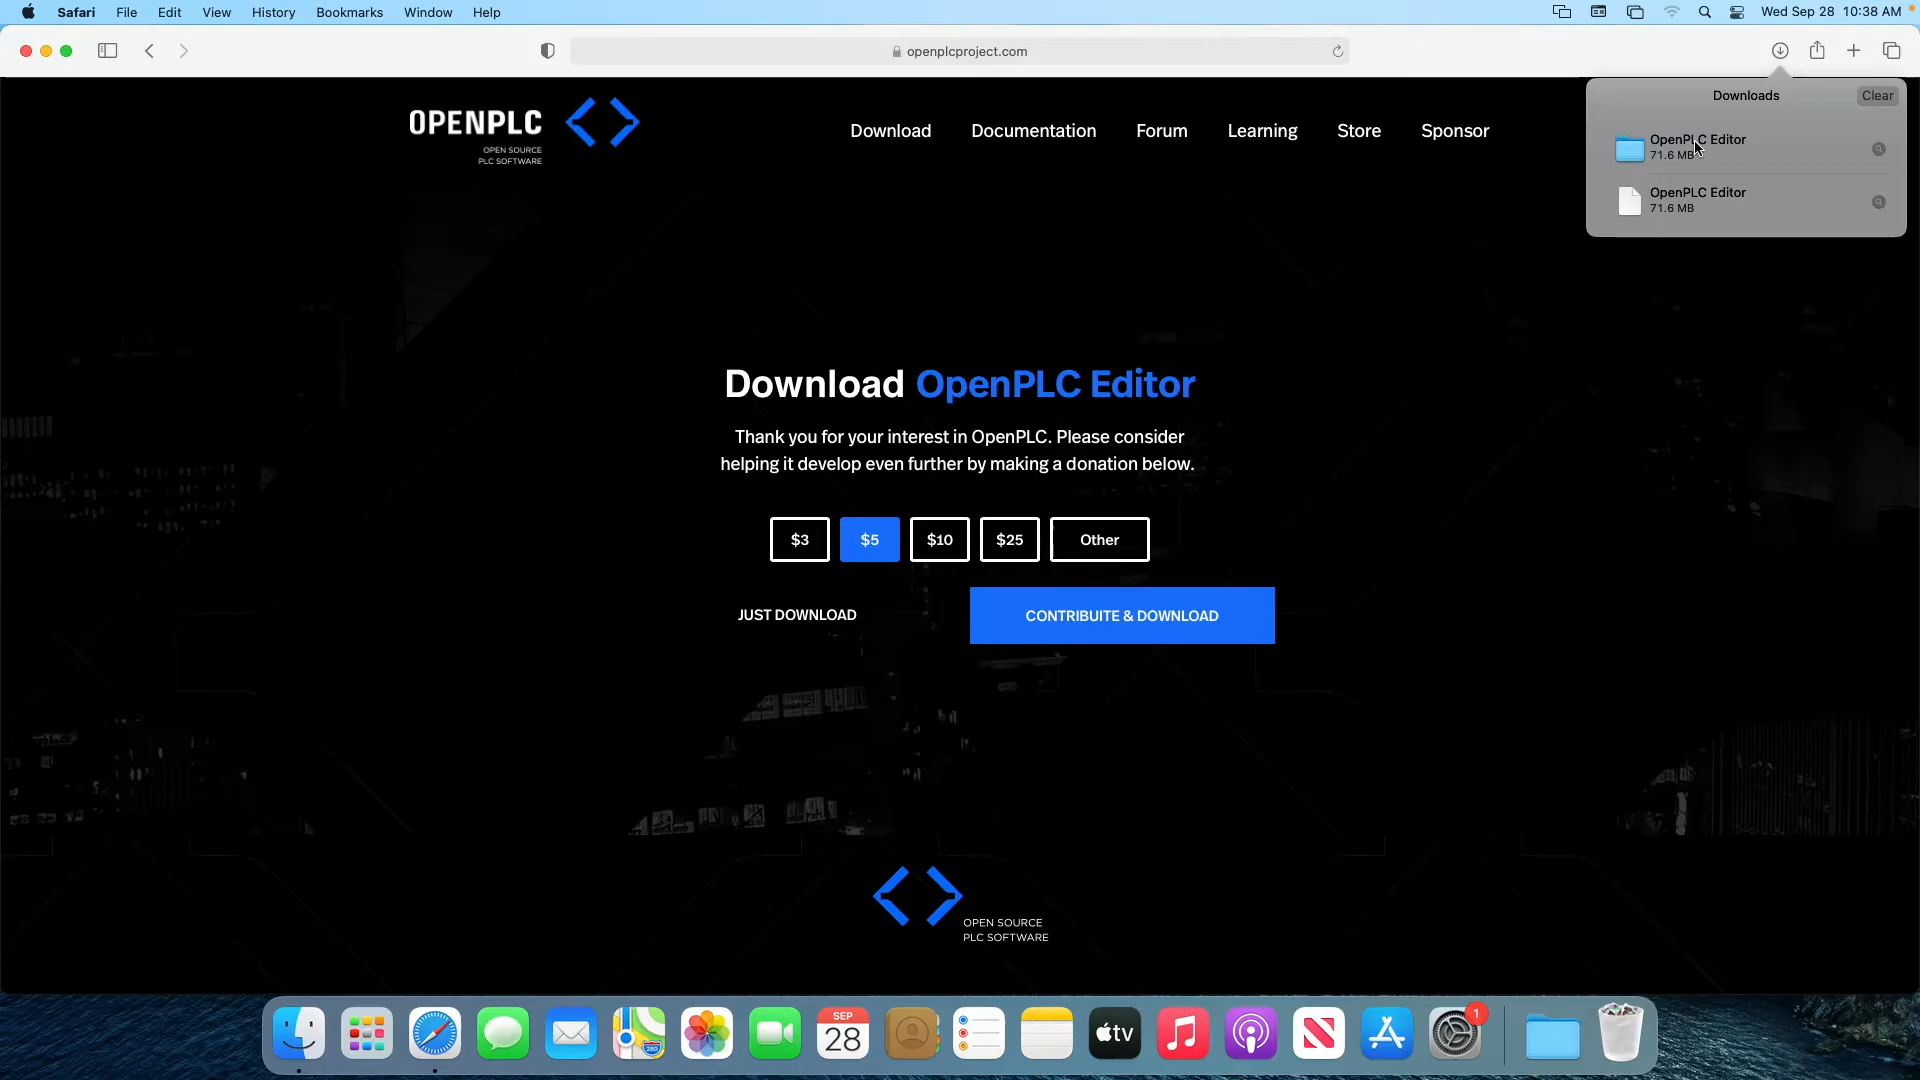 Safari File Edit View History Bookmarks Window Help Wed Sep 28 10:38 AM
openplcproject.com
Downloads Clear
OPENPLC
OPEN SOURCE
PLC SOFTWARE
Download Documentation Forum Learning Store Sponsor
OpenPLC Editor
71.6 MB
OpenPLC Editor
71.6 MB
Download OpenPLC Editor
Thank you for your interest in OpenPLC. Please consider
helping it develop even further by making a donation below.
$3 $5 $10 $25 Other
JUST DOWNLOAD CONTRIBUITE & DOWNLOAD
OPEN SOURCE
PLC SOFTWARE
SEP
28
280
tv
1